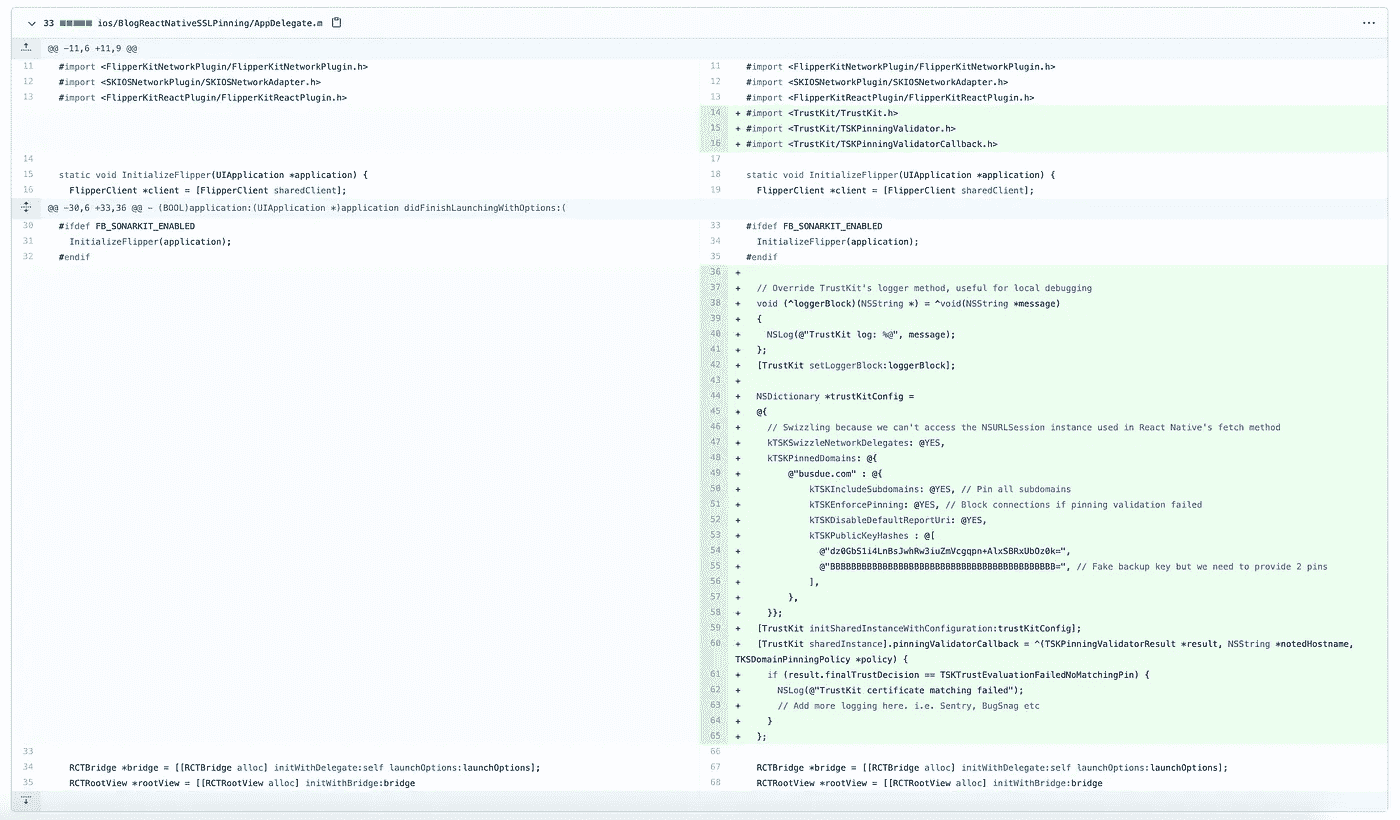 33 ios/BlogReactNativeSSLPinning/AppDelegate.m
@@ -11,6 +11,9 @@
11 #import <FlipperKitNetworkPlugin/FlipperKitNetworkPlugin.h>
12 #import <SKIOSNetworkPlugin/SKIOSNetworkAdapter.h>
13 #import <FlipperKitReactPlugin/FlipperKitReactPlugin.h>
14
15 static void InitializeFlipper(UIApplication *application) {
16 FlipperClient *client = [FlipperClient sharedClient];
11 #import <FlipperKitNetworkPlugin/FlipperKitNetworkPlugin.h>
12 #import <SKIOSNetworkPlugin/SKIOSNetworkAdapter.h>
13 #import <FlipperKitReactPlugin/FlipperKitReactPlugin.h>
14 + #import <TrustKit/TrustKit.h>
15 + #import <TrustKit/TSKPinningValidator.h>
16 + #import <TrustKit/TSKPinningValidatorCallback.h>
17
18 static void InitializeFlipper(UIApplication *application) {
19 FlipperClient *client = [FlipperClient sharedClient];
@@ -30,6 +33,36 @@ - (BOOL)application:(UIApplication *)application didFinishLaunchingWithOptions:(
30 #ifdef FB_SONARKIT_ENABLED
31 InitializeFlipper(application);
32 #endif
33
34 RCTBridge *bridge = [[RCTBridge alloc] initWithDelegate:self launchOptions:launchOptions];
35 RCTRootView *rootView = [[RCTRootView alloc] initWithBridge:bridge
33 #ifdef FB_SONARKIT_ENABLED
34 InitializeFlipper(application);
35 #endif
36 +
37 + // Override TrustKit's logger method, useful for local debugging
38 + void (^loggerBlock)(NSString *) = ^void(NSString *message)
39 + {
40 + NSLog(@"TrustKit log: %@", message);
41 + };
42 + [TrustKit setLoggerBlock:loggerBlock];
43 +
44 + NSDictionary *trustKitConfig =
45 + @{
46 + // Swizzling because we can't access the NSURLSession instance used in React Native's fetch method
47 + kTSKSwizzleNetworkDelegates: @YES,
48 + kTSKPinnedDomains: @{
49 + @"busdue.com" : @{
50 + kTSKIncludeSubdomains: @YES, // Pin all subdomains
51 + kTSKEnforcePinning: @YES, // Block connections if pinning validation failed
52 + kTSKDisableDefaultReportUri: @YES,
53 + kTSKPublicKeyHashes : @[
54 + @"dz0GbS1i4LnBsJwhRw3iuZmVcgqpn+AlxSBRxUbOz0k=",
55 + @"BBBBBBBBBBBBBBBBBBBBBBBBBBBBBBBBBBBBBBBBBBB=", // Fake backup key but we need to provide 2 pins
56 + ],
57 + },
58 + }};
59 + [TrustKit initSharedInstanceWithConfiguration:trustKitConfig];
60 + [TrustKit sharedInstance].pinningValidatorCallback = ^(TSKPinningValidatorResult *result, NSString *notedHostname,
TKSDomainPinningPolicy *policy) {
61 + if (result.finalTrustDecision == TSKTrustEvaluationFailedNoMatchingPin) {
62 + NSLog(@"TrustKit certificate matching failed");
63 + // Add more logging here. i.e. Sentry, BugSnag etc
64 + }
65 + };
66
67 RCTBridge *bridge = [[RCTBridge alloc] initWithDelegate:self launchOptions:launchOptions];
68 RCTRootView *rootView = [[RCTRootView alloc] initWithBridge:bridge